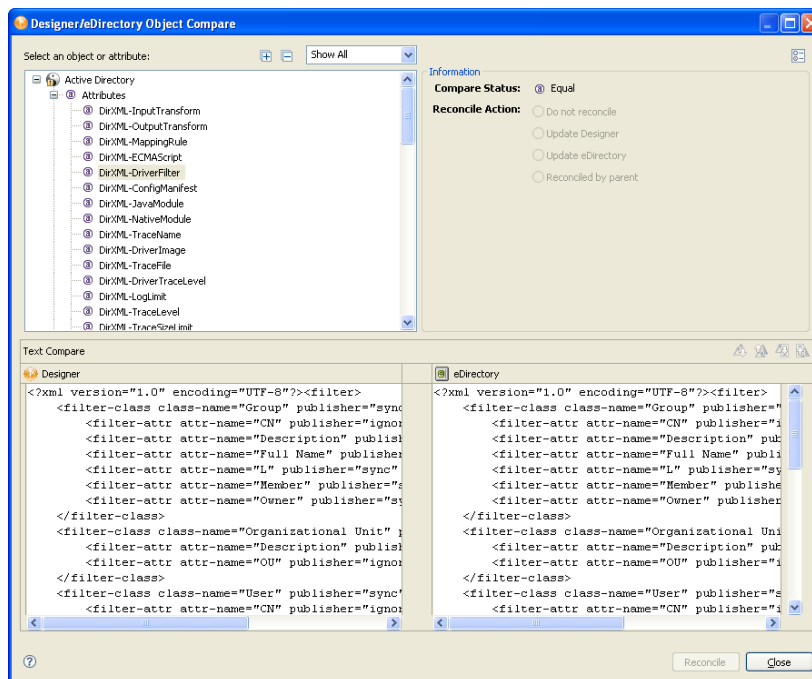 Designer/eDirectory Object Compare
Select an object or attribute:
Show All
Active Directory
Attributes
DirXML-InputTransform
DirXML-OutputTransform
DirXML-MappingRule
DirXML-ECMAScript
DirXML-DriverFilter
DirXML-ConfigManifest
DirXML-JavaModule
DirXML-NativeModule
DirXML-TraceName
DirXML-DriverImage
DirXML-TraceFile
DirXML-DriverTraceLevel
DirXML-LogLimit
DirXML-TraceLevel
DirXML-TraceSizeLimit
Information
Compare Status: Equal
Reconcile Action: Do not reconcile
Update Designer
Update eDirectory
Reconciled by parent
Text Compare
Designer
<?xml version="1.0" encoding="UTF-8"?><filter>
<filter-class class-name="Group" publisher="sync
<filter-attr attr-name="CN" publisher="ignor
<filter-attr attr-name="Description" publish
<filter-attr attr-name="Full Name" publisher
<filter-attr attr-name="L" publisher="sync"
<filter-attr attr-name="Member" publisher="s
<filter-attr attr-name="Owner" publisher="sy
</filter-class>
<filter-class class-name="Organizational Unit" p
<filter-attr attr-name="Description" publish
<filter-attr attr-name="OU" publisher="ignor
</filter-class>
<filter-class class-name="User" publisher="sync"
<filter-attr attr-name="CN" publisher="ignor
eDirectory
<?xml version="1.0" encoding="UTF-8"?><filter>
<filter-class class-name="Group" publisher="
<filter-attr attr-name="CN" publisher="i
<filter-attr attr-name="Description" pub
<filter-attr attr-name="Full Name" publi
<filter-attr attr-name="L" publisher="sy
<filter-attr attr-name="Member" publishe
<filter-attr attr-name="Owner" publisher
</filter-class>
<filter-class class-name="Organizational Uni
<filter-attr attr-name="Description" pub
<filter-attr attr-name="OU" publisher="i
</filter-class>
<filter-class class-name="User" publisher="s
<filter-attr attr-name="CN" publisher="i
Reconcile
Close